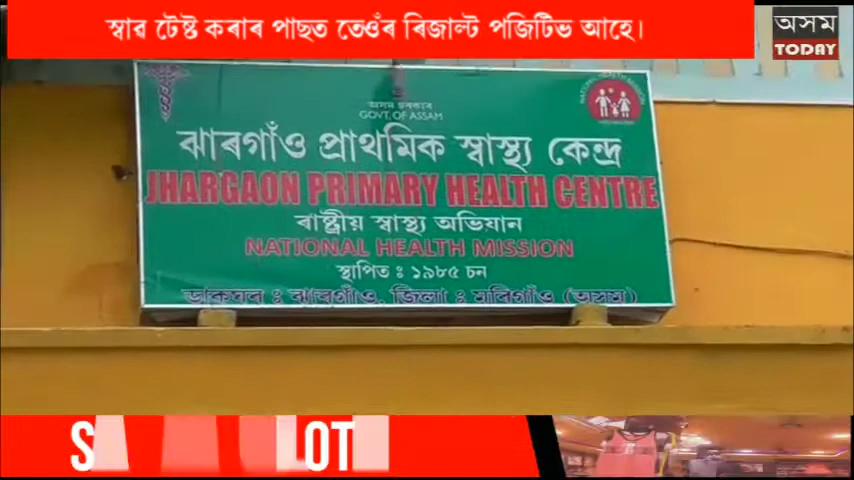 স্বাৱ টেষ্ট কৰাৰ পাছত তেওঁৰ ৰিজাল্ট পজিটিভ আহে।
অসম
TODAY
অসম চৰকাৰ
GOVT. OF ASSAM
ঝাৰগাঁও প্ৰাথমিক স্বাস্থ্য কেন্দ্ৰ
JHARGAON PRIMARY HEALTH CENTRE
ৰাষ্ট্ৰীয় স্বাস্থ্য অভিযান
NATIONAL HEALTH MISSION
স্থাপিত : ১৯৮৫ চন
ডাকঘৰ : ঝাৰগাঁও, জিলা : মৰিগাঁও (অসম)